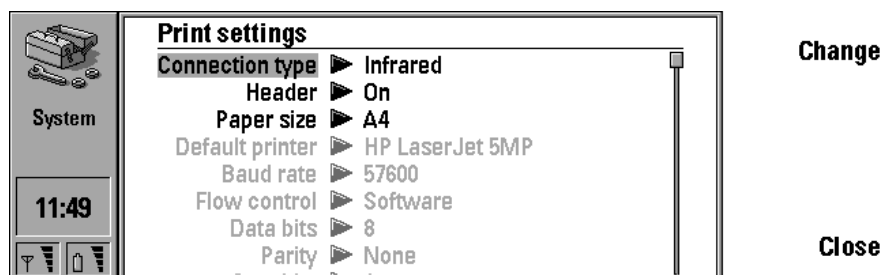 Print settings
Connection type Infrared
Header On
Paper size A4
Default printer HP LaserJet 5MP
Baud rate 57600
Flow control Software
Data bits 8
Parity None
System
11:49
Change
Close